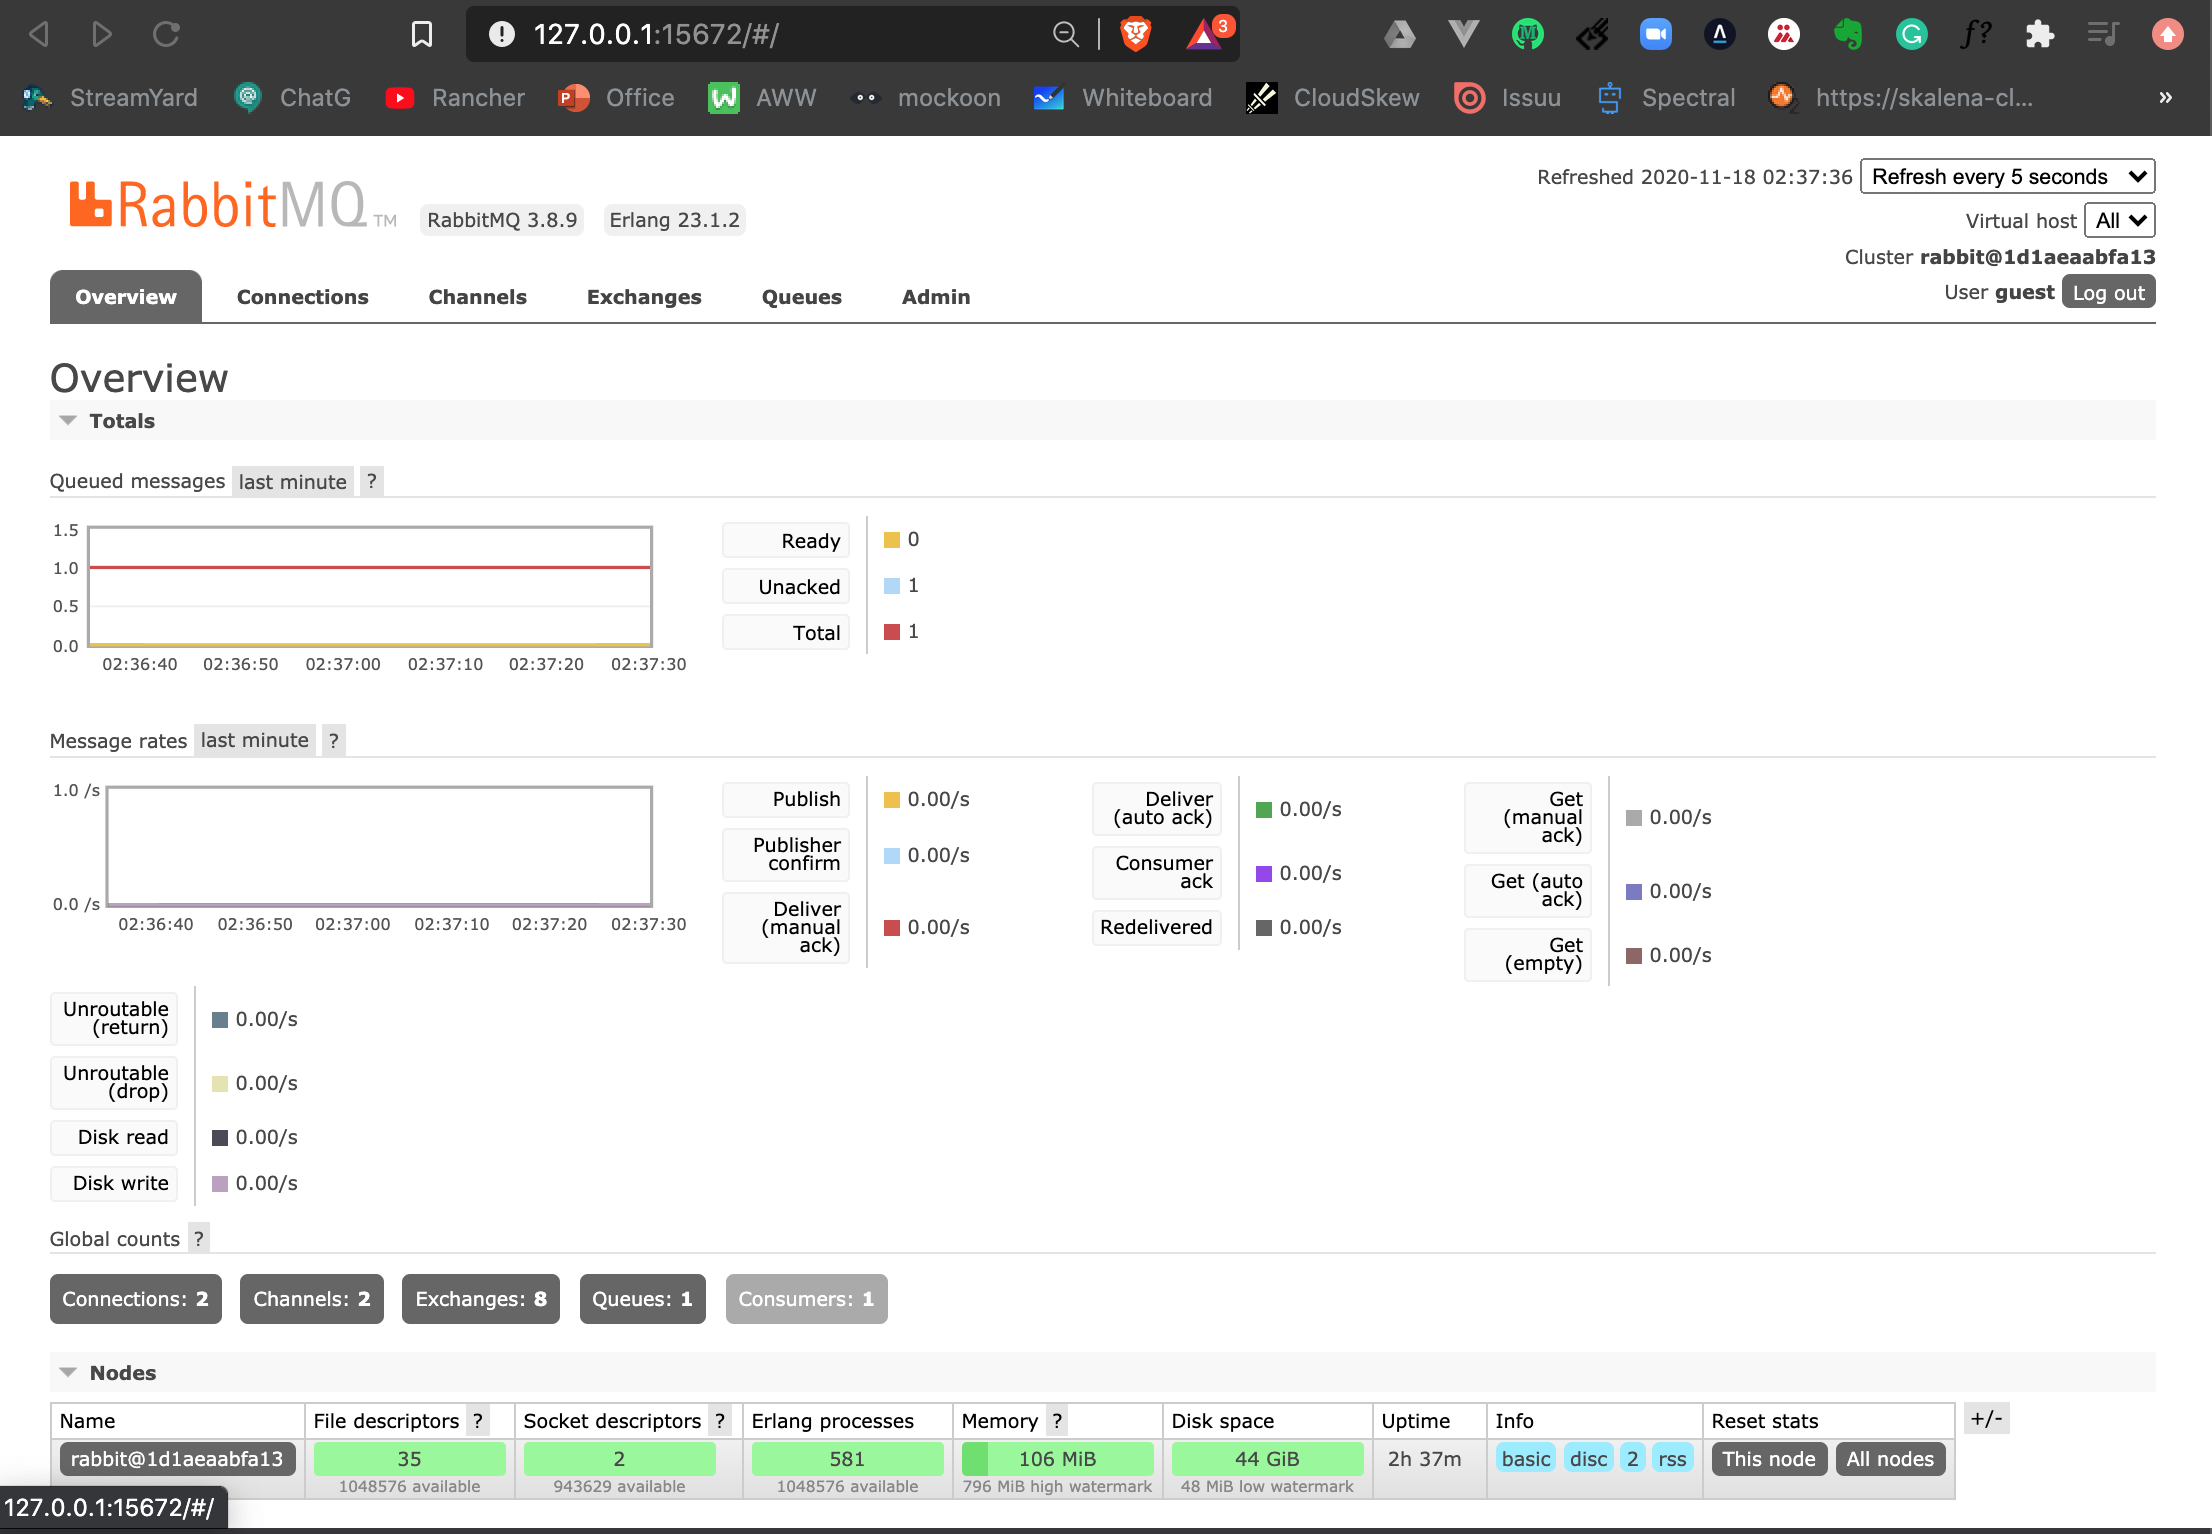 127.0.0.1:15672/#/
3
StreamYard ChatG Rancher Office AWW mockoon Whiteboard CloudSkew Issuu Spectral https://skalena-cl... »
RabbitMQ TM RabbitMQ 3.8.9 Erlang 23.1.2
Refreshed 2020-11-18 02:37:36 Refresh every 5 seconds
Virtual host All
Cluster rabbit@1d1aeaabfa13
User guest Log out
Overview Connections Channels Exchanges Queues Admin
Overview
Totals
Queued messages last minute ?
1.5
1.0
0.5
0.0
02:36:40 02:36:50 02:37:00 02:37:10 02:37:20 02:37:30
Ready 0
Unacked 1
Total 1
Message rates last minute ?
1.0 /s
0.0 /s
02:36:40 02:36:50 02:37:00 02:37:10 02:37:20 02:37:30
Publish 0.00/s
Publisher
confirm 0.00/s
Deliver
(manual 0.00/s
ack)
Deliver
(auto ack) 0.00/s
Consumer
ack 0.00/s
Redelivered 0.00/s
Get
(manual 0.00/s
ack)
Get (auto
ack) 0.00/s
Get
(empty) 0.00/s
Unroutable
(return) 0.00/s
Unroutable
(drop) 0.00/s
Disk read 0.00/s
Disk write 0.00/s
Global counts ?
Connections: 2 Channels: 2 Exchanges: 8 Queues: 1 Consumers: 1
Nodes
Name File descriptors ? Socket descriptors ? Erlang processes Memory ? Disk space Uptime Info Reset stats +/-
rabbit@1d1aeaabfa13 35 2 581 106 MiB 44 GiB 2h 37m basic disc 2 rss This node All nodes
1048576 available 943629 available 1048576 available 796 MiB high watermark 48 MiB low watermark
127.0.0.1:15672/#/